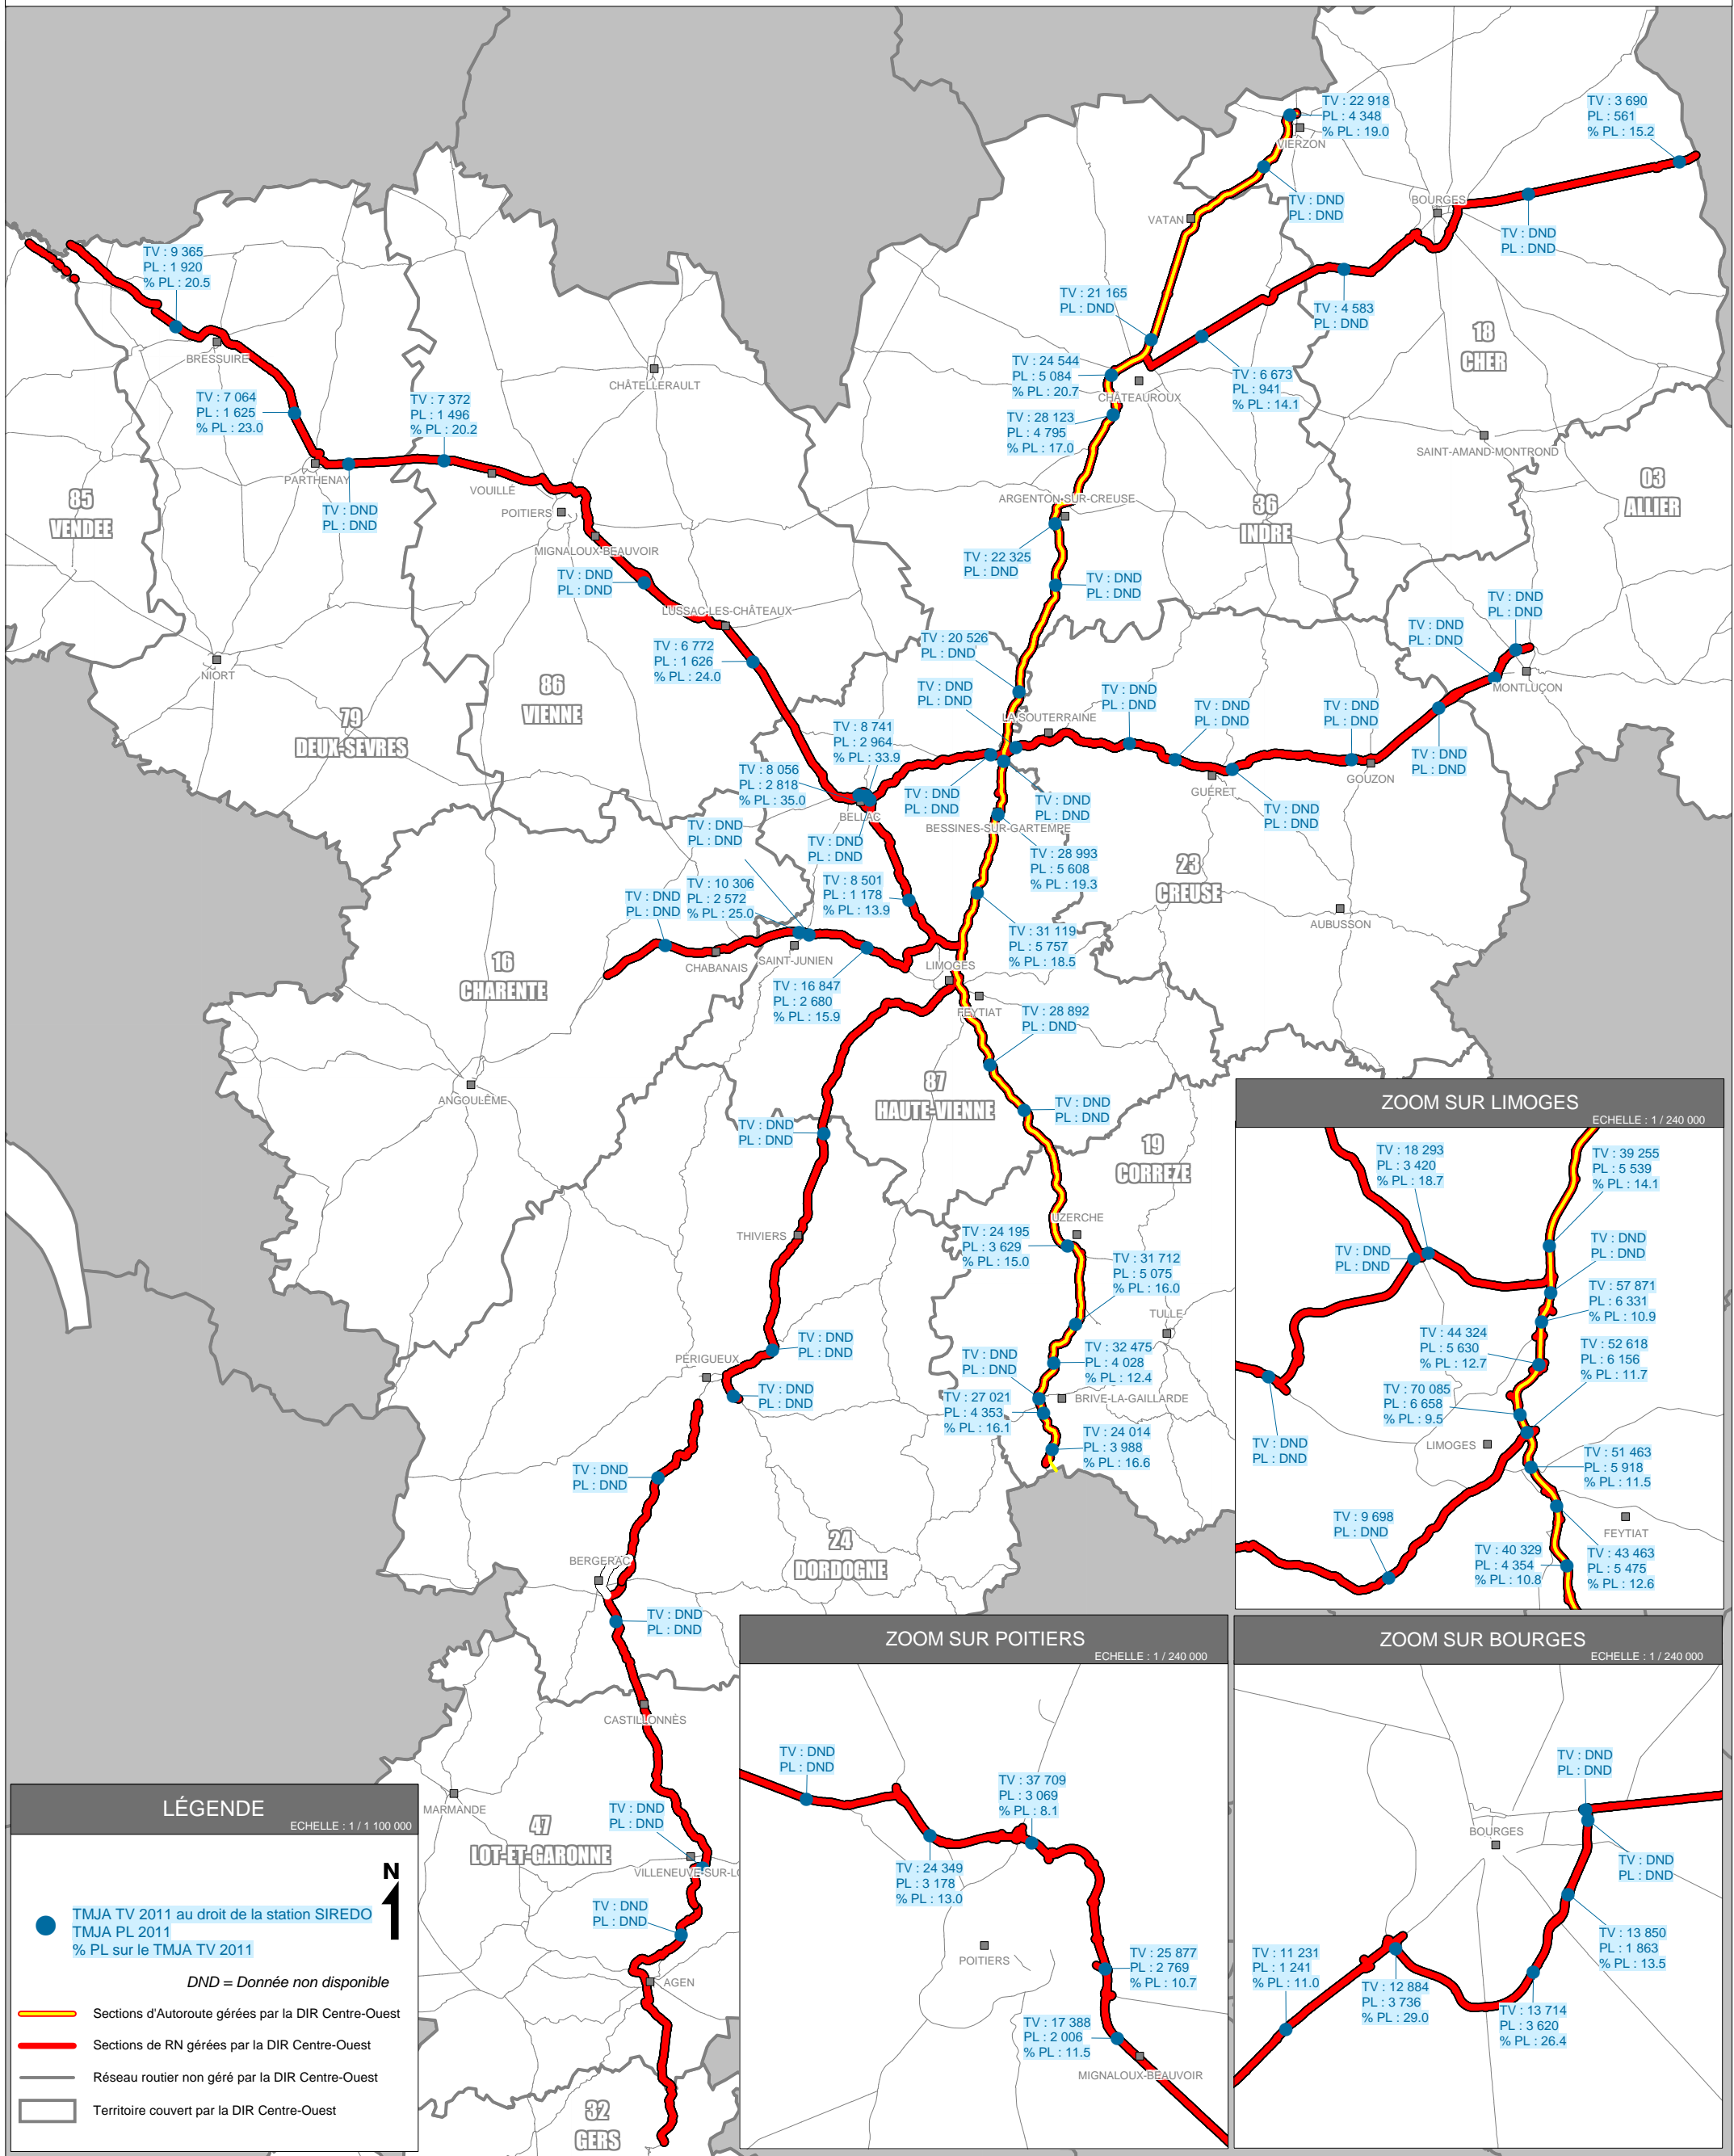 TV : 22 918
PL : 4 348
% PL : 19.0
VIERZON
TV : 3 690
PL : 561
% PL : 15.2
TV : DND
PL : DND
VATAN
BOURGES
TV : DND
PL : DND
TV : 9 365
PL : 1 920
% PL : 20.5
BRESSUIRE
TV : 21 165
PL : DND
TV : 4 583
PL : DND
18
CHER
TV : 24 544
PL : 5 084
% PL : 20.7
CHÂTEAUROUX
TV : 6 673
PL : 941
% PL : 14.1
CHÂTELLERAULT
TV : 7 064
PL : 1 625
% PL : 23.0
TV : 7 372
PL : 1 496
% PL : 20.2
TV : 28 123
PL : 4 795
% PL : 17.0
SAINT-AMAND-MONTROND
PARTHENAY
VOUILLÉ
TV : DND
PL : DND
POITIERS
MIGNALOUX-BEAUVOIR
85
VENDEE
ARGENTON-SUR-CREUSE
36
INDRE
03
ALLIER
TV : DND
PL : DND
TV : 22 325
PL : DND
TV : DND
PL : DND
LUSSAC-LES-CHÂTEAUX
TV : 6 772
PL : 1 626
% PL : 24.0
TV : 20 526
PL : DND
TV : DND
PL : DND
TV : DND
PL : DND
MONTLUÇON
NIORT
79
DEUX-SEVRES
86
VIENNE
TV : DND
PL : DND
LA SOUTERRAINE
TV : DND
PL : DND
TV : DND
PL : DND
TV : DND
PL : DND
TV : DND
PL : DND
TV : 8 741
PL : 2 964
% PL : 33.9
TV : 8 056
PL : 2 818
% PL : 35.0
BELLAC
TV : DND
PL : DND
TV : DND
PL : DND
GUÉRET
GOUZON
TV : DND
PL : DND
BESSINES-SUR-GARTEMPE
TV : DND
PL : DND
TV : DND
PL : DND
TV : 28 993
PL : 5 608
% PL : 19.3
23
CREUSE
AUBUSSON
TV : DND
PL : DND
TV : 10 306
PL : 2 572
% PL : 25.0
TV : 8 501
PL : 1 178
% PL : 13.9
TV : 31 119
PL : 5 757
% PL : 18.5
16
CHARENTE
CHABANAIS
SAINT-JUNIEN
LIMOGES
TV : 16 847
PL : 2 680
% PL : 15.9
FEYTIAT
TV : 28 892
PL : DND
ANGOULÊME
87
HAUTE-VIENNE
TV : DND
PL : DND
TV : DND
PL : DND
19
CORREZE
THIVIERS
UZERCHE
TV : 24 195
PL : 3 629
% PL : 15.0
TV : 31 712
PL : 5 075
% PL : 16.0
TULLE
TV : DND
PL : DND
PÉRIGUEUX
TV : DND
PL : DND
TV : DND
PL : DND
TV : 32 475
PL : 4 028
% PL : 12.4
TV : 27 021
PL : 4 353
% PL : 16.1
BRIVE-LA-GAILLARDE
TV : 24 014
PL : 3 988
% PL : 16.6
TV : DND
PL : DND
24
DORDOGNE
BERGERAC
TV : DND
PL : DND
CASTILLONNÈS
MARMANDE
47
LOT-ET-GARONNE
TV : DND
PL : DND
VILLENEUVE-SUR-LO
TV : DND
PL : DND
AGEN
32
GERS
ZOOM SUR LIMOGES
ECHELLE : 1 / 240 000
TV : 18 293
PL : 3 420
% PL : 18.7
TV : 39 255
PL : 5 539
% PL : 14.1
TV : DND
PL : DND
TV : DND
PL : DND
TV : 57 871
PL : 6 331
% PL : 10.9
TV : 44 324
PL : 5 630
% PL : 12.7
TV : 52 618
PL : 6 156
% PL : 11.7
TV : 70 085
PL : 6 658
% PL : 9.5
TV : DND
PL : DND
LIMOGES
TV : 51 463
PL : 5 918
% PL : 11.5
TV : 9 698
PL : DND
FEYTIAT
TV : 40 329
PL : 4 354
% PL : 10.8
TV : 43 463
PL : 5 475
% PL : 12.6
ZOOM SUR POITIERS
ECHELLE : 1 / 240 000
TV : DND
PL : DND
TV : 37 709
PL : 3 069
% PL : 8.1
TV : 24 349
PL : 3 178
% PL : 13.0
POITIERS
TV : 25 877
PL : 2 769
% PL : 10.7
TV : 17 388
PL : 2 006
% PL : 11.5
MIGNALOUX-BEAUVOIR
ZOOM SUR BOURGES
ECHELLE : 1 / 240 000
TV : DND
PL : DND
BOURGES
TV : DND
PL : DND
TV : 13 850
PL : 1 863
% PL : 13.5
TV : 11 231
PL : 1 241
% PL : 11.0
TV : 12 884
PL : 3 736
% PL : 29.0
TV : 13 714
PL : 3 620
% PL : 26.4
LÉGENDE
ECHELLE : 1 / 1 100 000
N
TMJA TV 2011 au droit de la station SIREDO
TMJA PL 2011
% PL sur le TMJA TV 2011
DND = Donnée non disponible
Sections d'Autoroute gérées par la DIR Centre-Ouest
Sections de RN gérées par la DIR Centre-Ouest
Réseau routier non géré par la DIR Centre-Ouest
Territoire couvert par la DIR Centre-Ouest